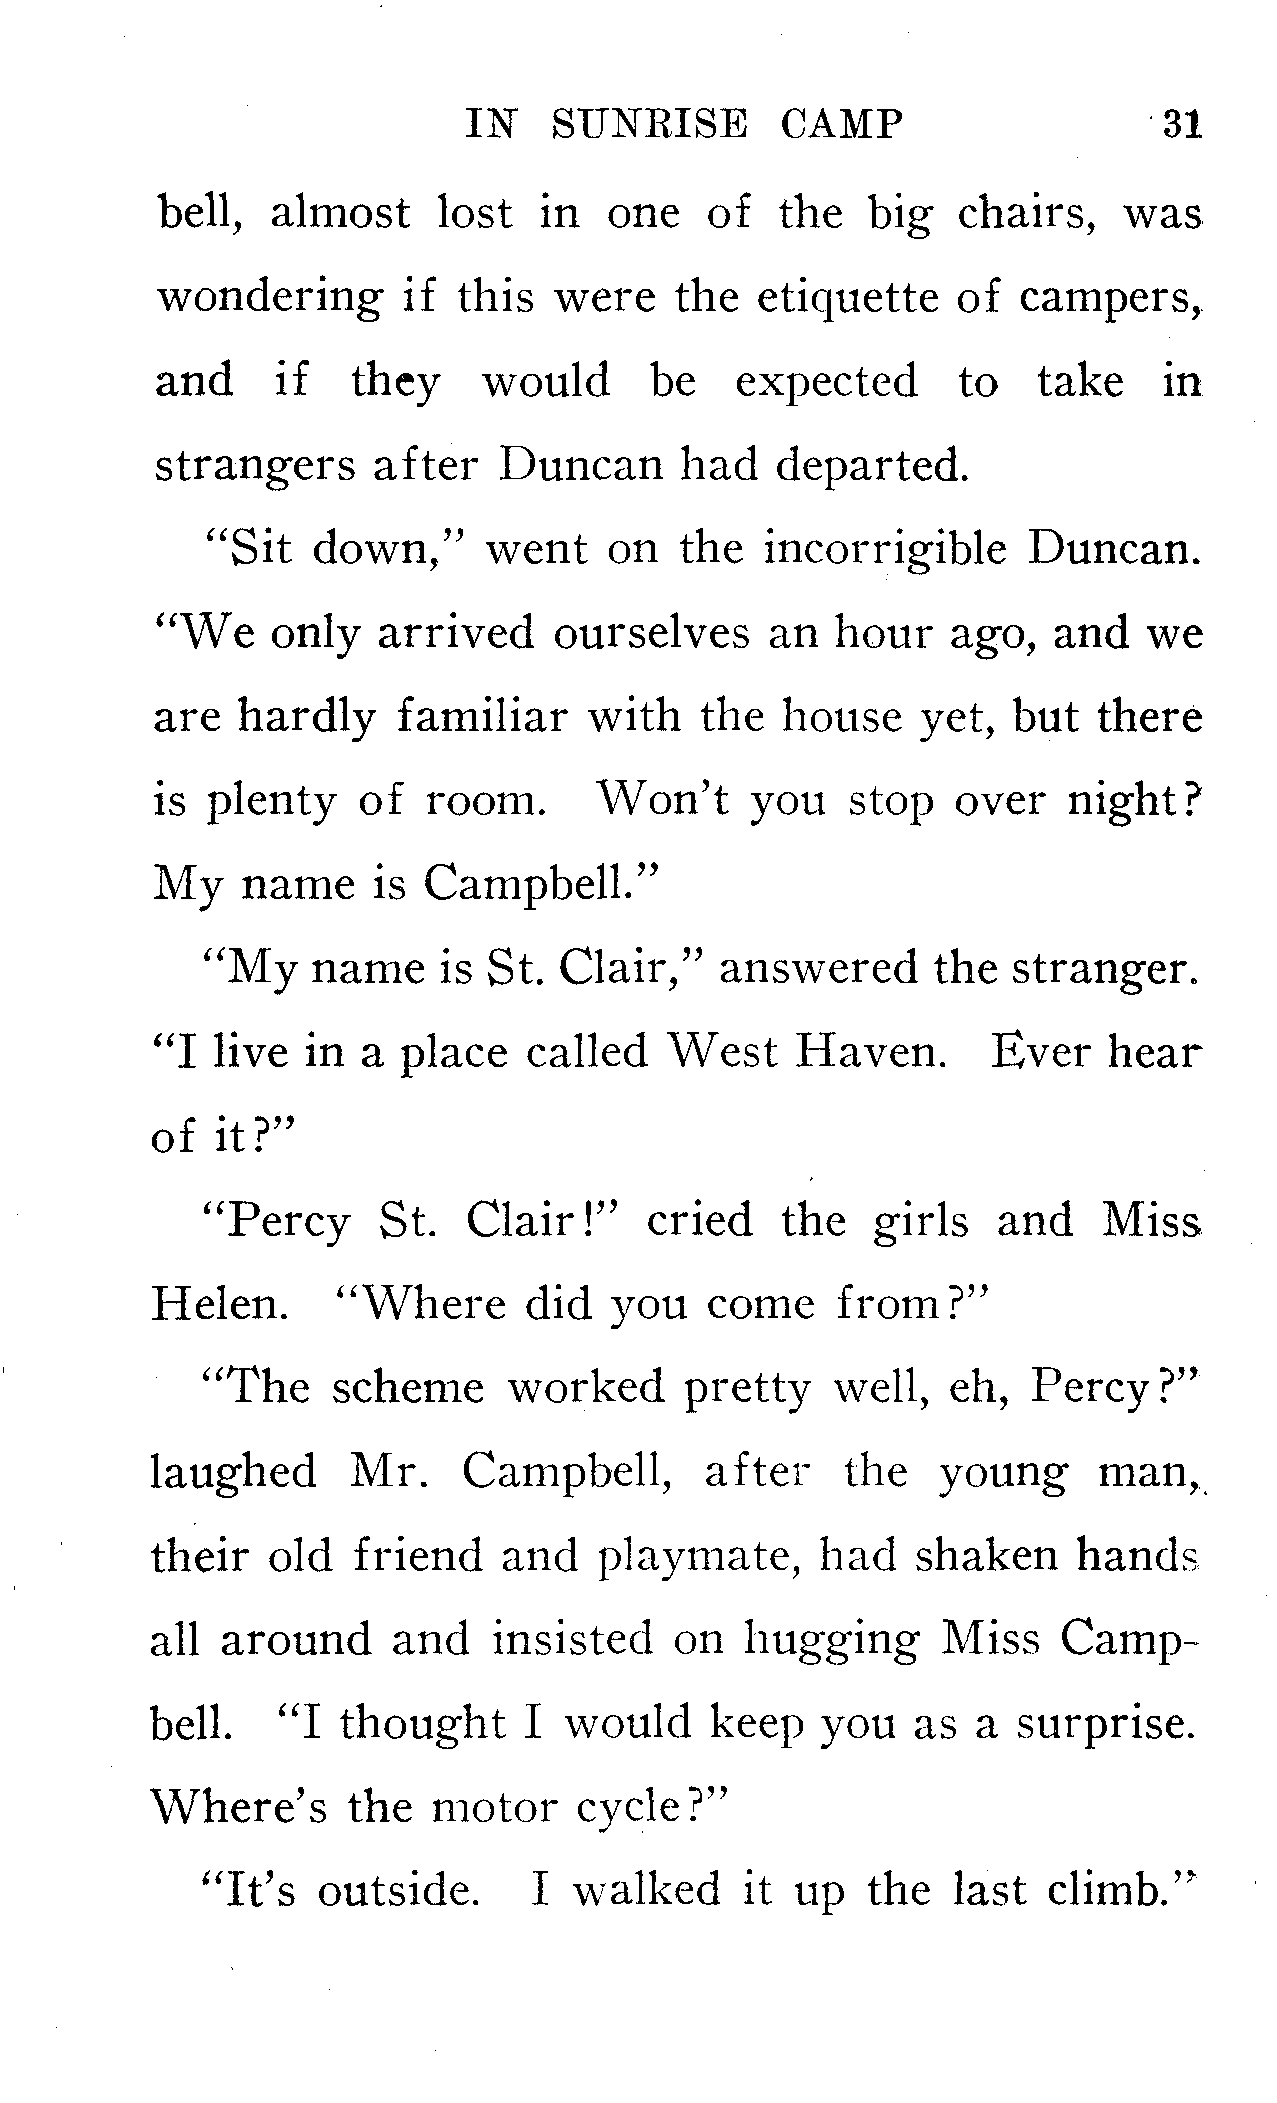 IN SUNRISE CAMP 31
bell, almost lost in one of the big chairs, was
wondering if this were the etiquette of campers,
and if they would be expected to take in
strangers after Duncan had departed.
“Sit down,” went on the incorrigible Duncan.
“We only arrived ourselves an hour ago, and we
are hardly familiar with the house yet, but there
is plenty of room. Won’t you stop over night?
My name is Campbell.”
“My name is St. Clair,” answered the stranger.
“I live in a place called West Haven. Ever hear
of it?”
“Percy St. Clair!” cried the girls and Miss
Helen. “Where did you come from?”
“The scheme worked pretty well, eh, Percy?”
laughed Mr. Campbell, after the young man,
their old friend and playmate, had shaken hands
all around and insisted on hugging Miss Camp-
bell. “I thought I would keep you as a surprise.
Where’s the motor cycle?”
“It’s outside. I walked it up the last climb.”